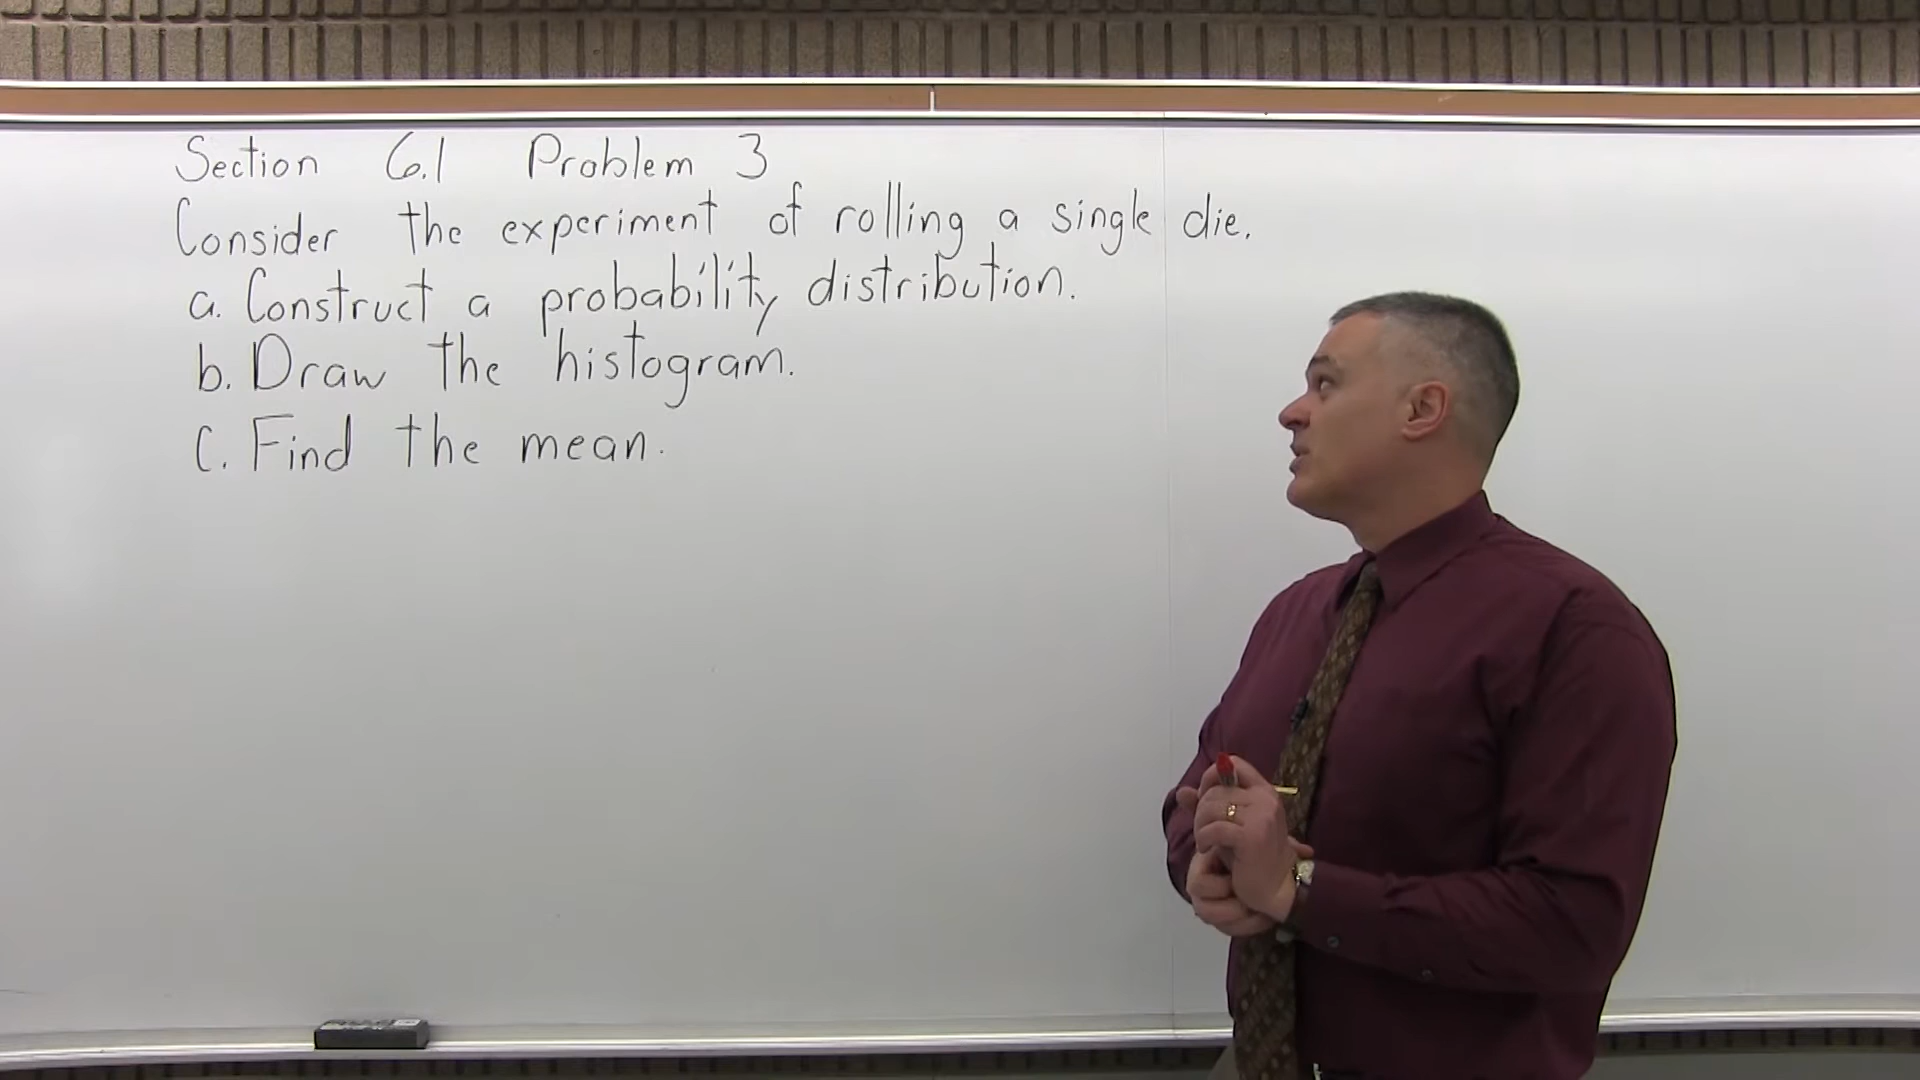 Section 6.1 Problem 3
Consider the experiment of rolling a single die.
a. Construct a probability distribution.
b. Draw the histogram.
c. Find the mean.